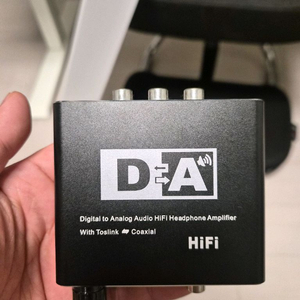 D A
Digital to Analog Audio HiFi Headphone Amplifier
With Toslink ⇌ Coaxial
HiFi